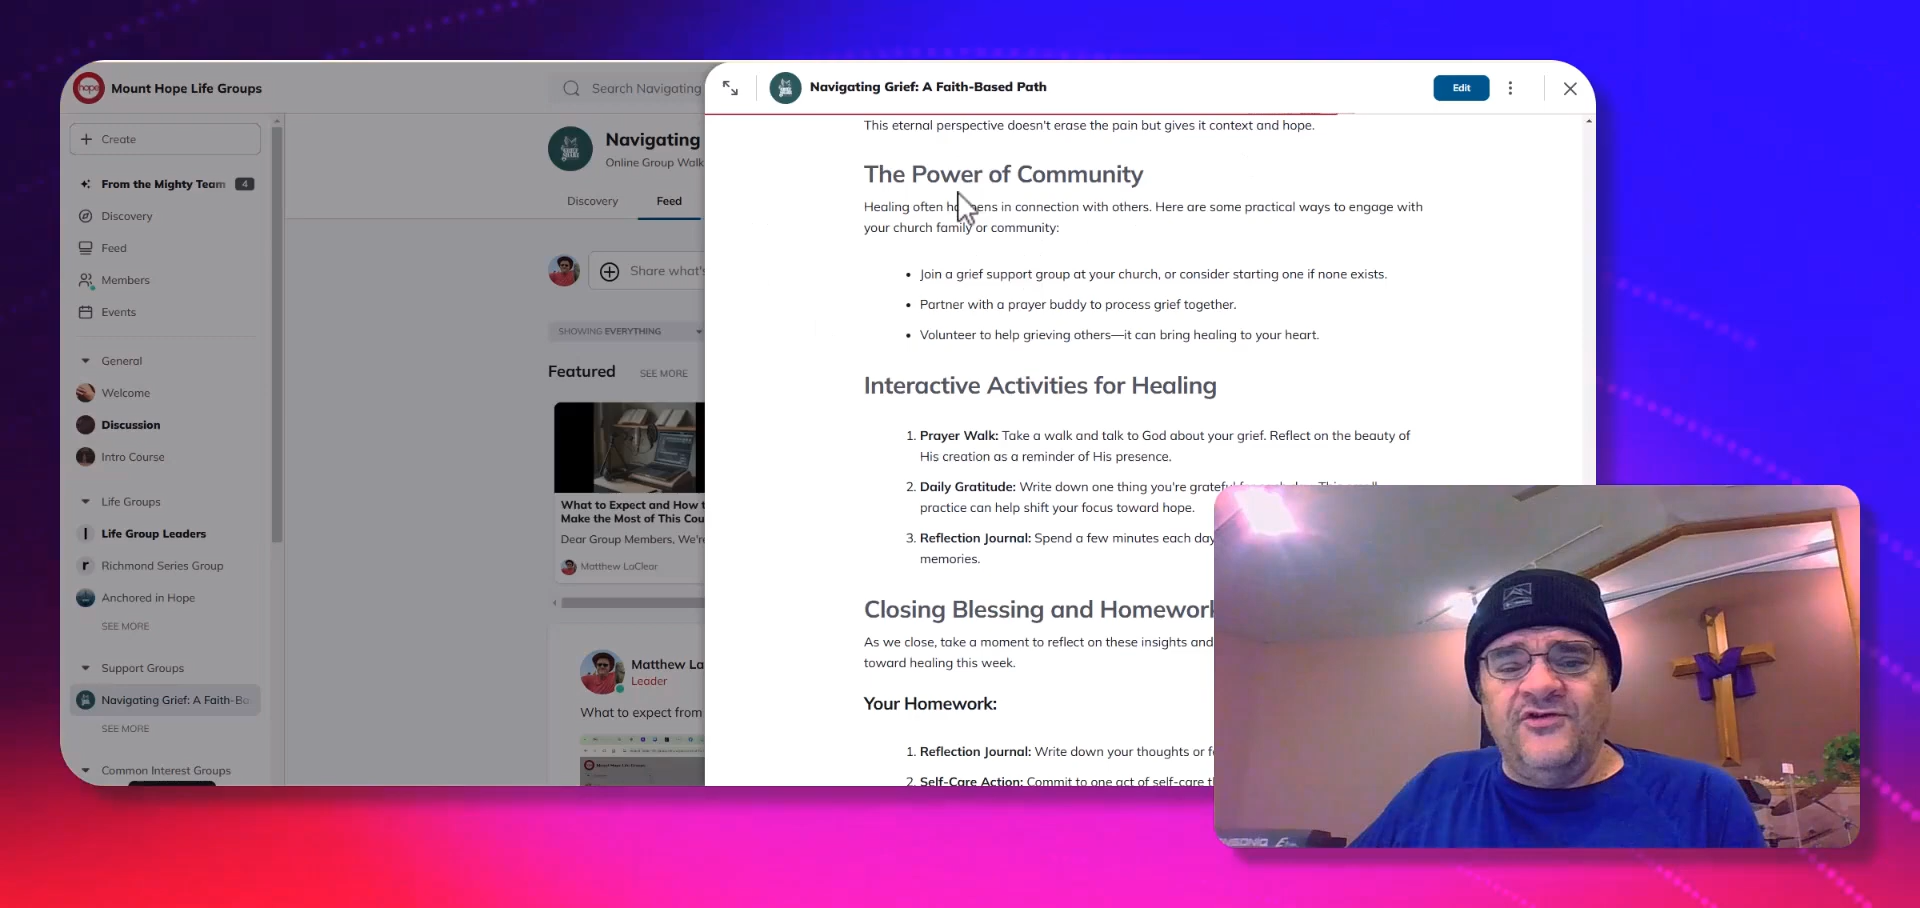 hope
Mount Hope Life Groups
Create
From the Mighty Team 4
Discovery
Feed
Members
Events
General
Welcome
Discussion
Intro Course
Life Groups
Life Group Leaders
r Richmond Series Group
Anchored in Hope
SEE MORE
Support Groups
Navigating Grief: A Faith-Ba
SEE MORE
Common Interest Groups
Search Navigating
Navigating
Online Group Walk
Discovery Feed
Share what's
SHOWING EVERYTHING
Featured SEE MORE
What to Expect and How t
Make the Most of This Cou
Dear Group Members, We're
Matthew LaClear
Matthew La
Leader
What to expect from
Mount Hope Life Groups
Navigating Grief: A Faith-Based Path
Edit
This eternal perspective doesn't erase the pain but gives it context and hope.
The Power of Community
Healing often happens in connection with others. Here are some practical ways to engage with
your church family or community:
• Join a grief support group at your church, or consider starting one if none exists.
• Partner with a prayer buddy to process grief together.
• Volunteer to help grieving others—it can bring healing to your heart.
Interactive Activities for Healing
1. Prayer Walk: Take a walk and talk to God about your grief. Reflect on the beauty of
His creation as a reminder of His presence.
2. Daily Gratitude: Write down one thing you're grateful
practice can help shift your focus toward hope.
3. Reflection Journal: Spend a few minutes each day
memories.
Closing Blessing and Homework
As we close, take a moment to reflect on these insights and
toward healing this week.
Your Homework:
1. Reflection Journal: Write down your thoughts or f
2. Self-Care Action: Commit to one act of self-care t